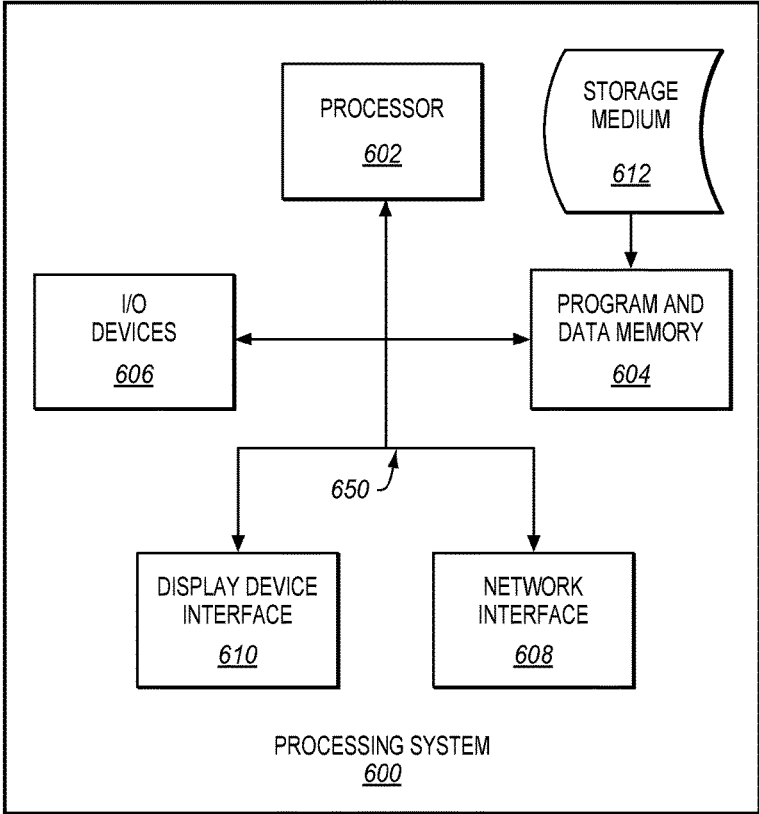 PROCESSOR
602
STORAGE
MEDIUM
612
I/O
DEVICES
606
PROGRAM AND
DATA MEMORY
604
650
DISPLAY DEVICE
INTERFACE
610
NETWORK
INTERFACE
608
PROCESSING SYSTEM
600